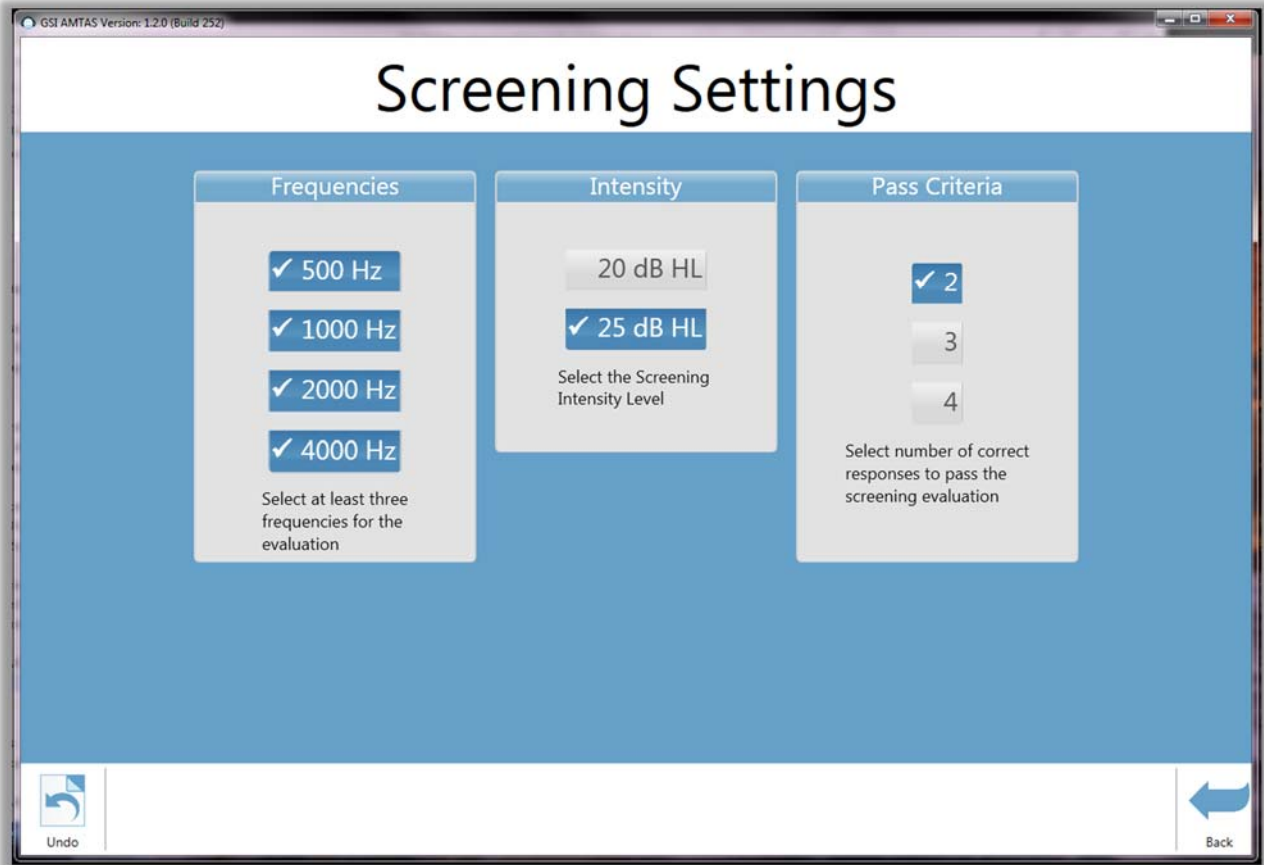 GSI AMTAS Version: 1.2.0 (Build 252)
Screening Settings
Frequencies
✓ 500 Hz
✓ 1000 Hz
✓ 2000 Hz
✓ 4000 Hz
Select at least three
frequencies for the
evaluation
Intensity
20 dB HL
✓ 25 dB HL
Select the Screening
Intensity Level
Pass Criteria
✓ 2
3
4
Select number of correct
responses to pass the
screening evaluation
Undo
Back